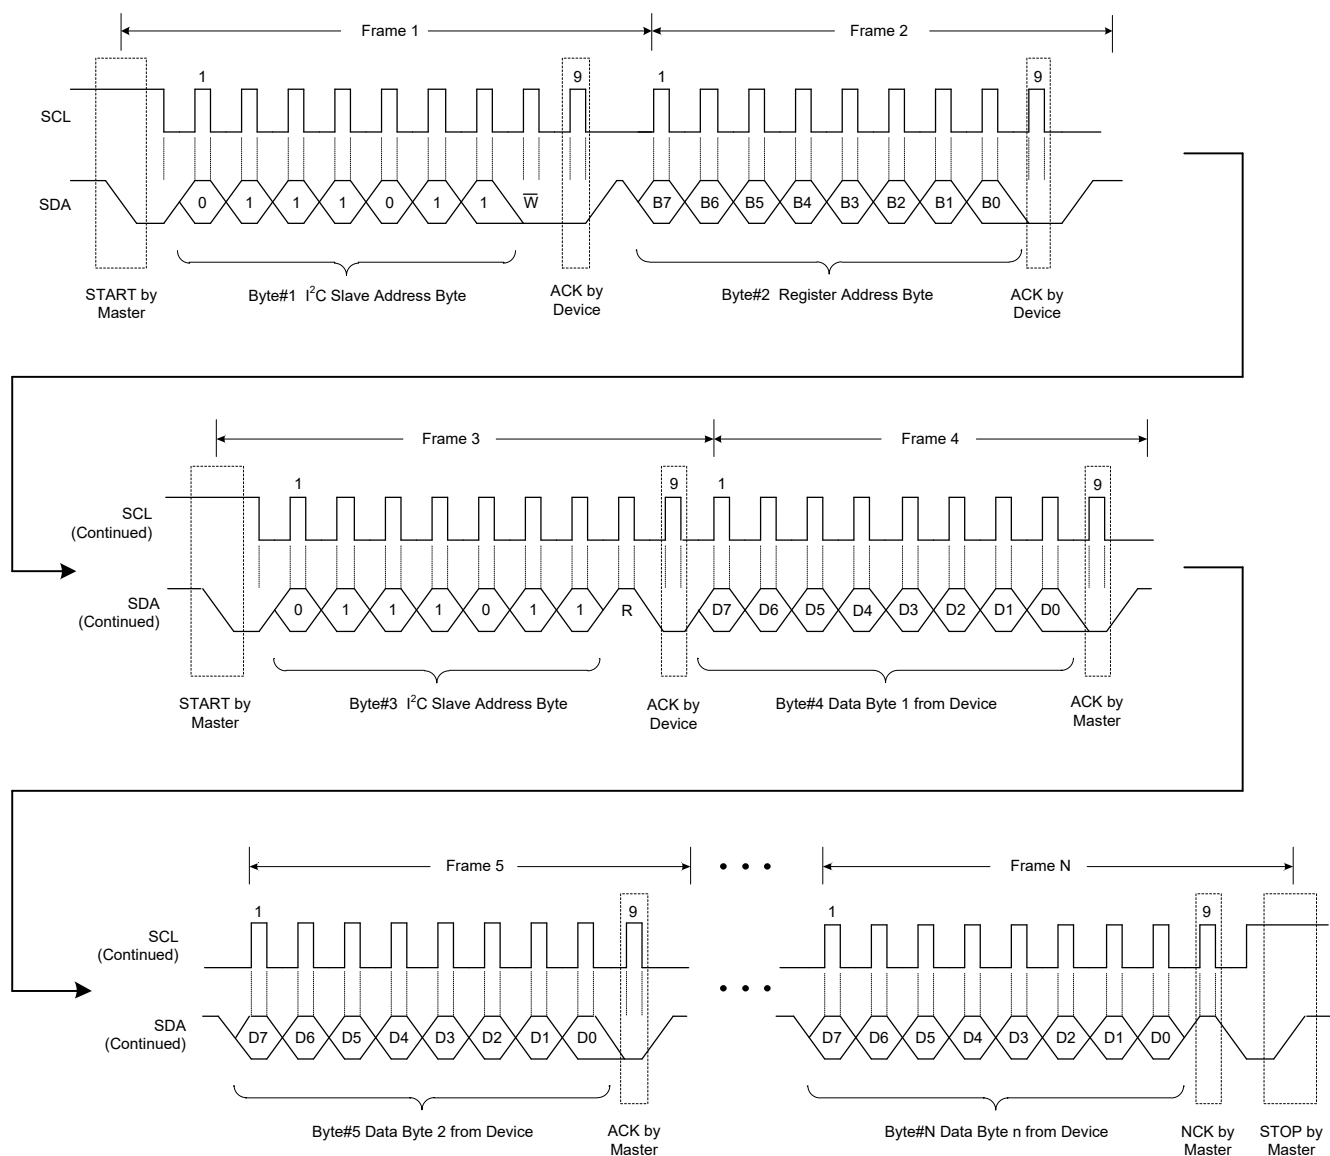 Frame 1 Frame 2
1 9 1 9
SCL
SDA 0 1 1 1 0 1 1 W̅ B7 B6 B5 B4 B3 B2 B1 B0
START by Master
Byte#1 I²C Slave Address Byte
ACK by Device
Byte#2 Register Address Byte
ACK by Device
Frame 3 Frame 4
1 9 1 9
SCL (Continued)
SDA (Continued) 0 1 1 1 0 1 1 R D7 D6 D5 D4 D3 D2 D1 D0
START by Master
Byte#3 I²C Slave Address Byte
ACK by Device
Byte#4 Data Byte 1 from Device
ACK by Master
Frame 5 • • • Frame N
1 9 1 9
SCL (Continued)
• • •
SDA (Continued) D7 D6 D5 D4 D3 D2 D1 D0 D7 D6 D5 D4 D3 D2 D1 D0
Byte#5 Data Byte 2 from Device
ACK by Master
Byte#N Data Byte n from Device
NCK by Master
STOP by Master